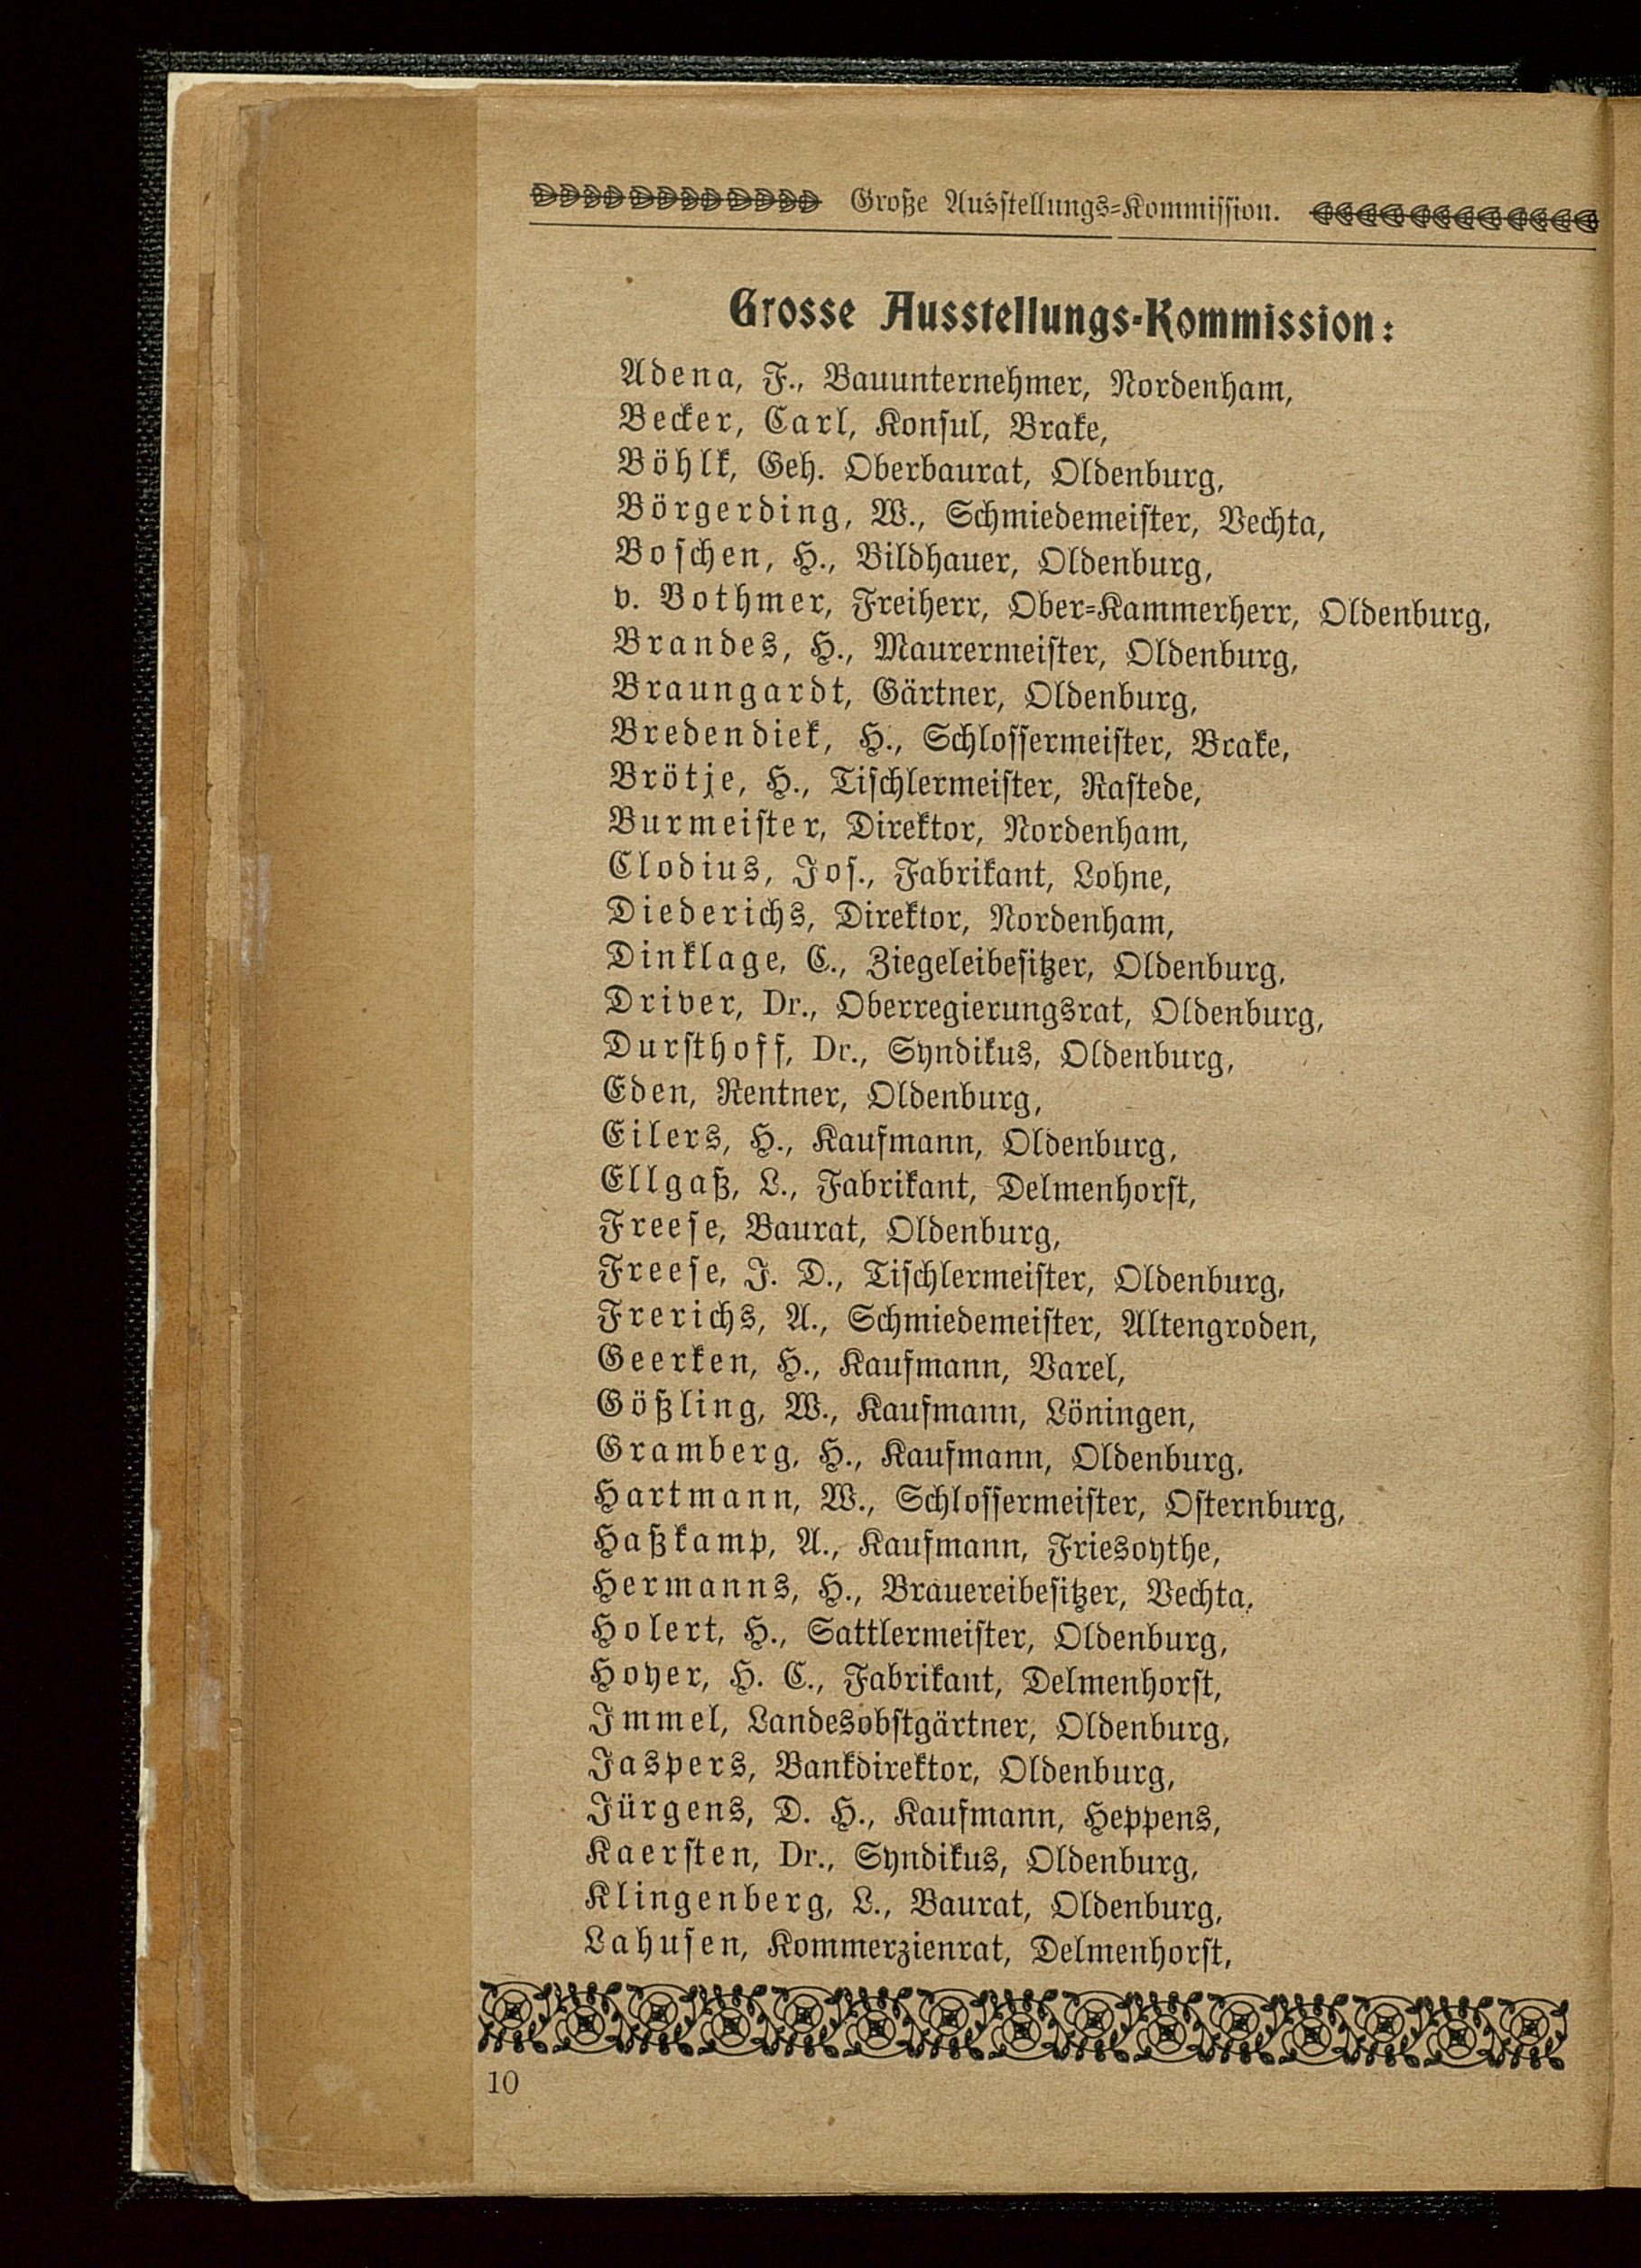 Große Ausstellungs-Kommission.
Grosse Ausstellungs-Kommission:
Adena, F., Bauunternehmer, Nordenham,
Becker, Carl, Konsul, Brake,
Böhlk, Geh. Oberbaurat, Oldenburg,
Börgerding, W., Schmiedemeister, Vechta,
Boschen, H., Bildhauer, Oldenburg,
v. Bothmer, Freiherr, Ober-Kammerherr, Oldenburg,
Brandes, H., Maurermeister, Oldenburg,
Braungardt, Gärtner, Oldenburg,
Bredendiek, H., Schlossermeister, Brake,
Brötje, H., Tischlermeister, Rastede,
Burmeister, Direktor, Nordenham,
Clodius, Jos., Fabrikant, Lohne,
Diederichs, Direktor, Nordenham,
Dinklage, C., Ziegeleibesitzer, Oldenburg,
Driver, Dr., Oberregierungsrat, Oldenburg,
Dursthoff, Dr., Syndikus, Oldenburg,
Eden, Rentner, Oldenburg,
Eilers, H., Kaufmann, Oldenburg,
Ellgaß, L., Fabrikant, Delmenhorst,
Freese, Baurat, Oldenburg,
Freese, J. D., Tischlermeister, Oldenburg,
Frerichs, A., Schmiedemeister, Altengroden,
Geerken, H., Kaufmann, Varel,
Gößling, W., Kaufmann, Löningen,
Gramberg, H., Kaufmann, Oldenburg,
Hartmann, W., Schlossermeister, Osternburg,
Haßkamp, A., Kaufmann, Friesoythe,
Hermanns, H., Brauereibesitzer, Vechta,
Holert, H., Sattlermeister, Oldenburg,
Hoyer, H. C., Fabrikant, Delmenhorst,
Immel, Landesobstgärtner, Oldenburg,
Jaspers, Bankdirektor, Oldenburg,
Jürgens, D. H., Kaufmann, Heppens,
Kaersten, Dr., Syndikus, Oldenburg,
Klingenberg, L., Baurat, Oldenburg,
Lahusen, Kommerzienrat, Delmenhorst,
10